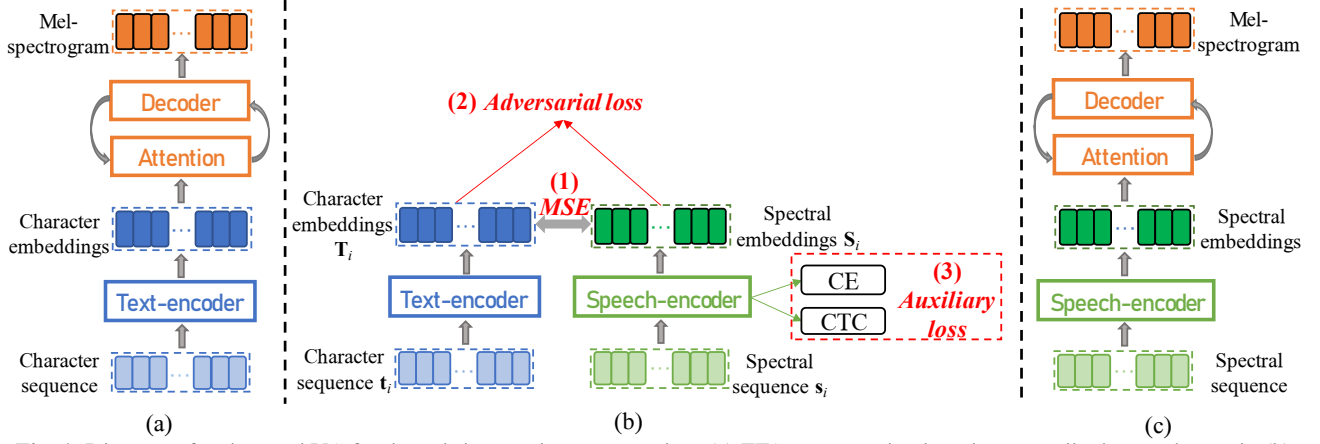 Mel-
spectrogram
Decoder
Attention
Character
embeddings
Text-encoder
Character
sequence
(a)
(2) Adversarial loss
(1)
MSE
Character
embeddings
T_i
Spectral
embeddings S_i
Text-encoder
Speech-encoder
CE
CTC
(3)
Auxiliary
loss
Character
sequence t_i
Spectral
sequence s_i
(b)
Mel-
spectrogram
Decoder
Attention
Spectral
embeddings
Speech-encoder
Spectral
sequence
(c)